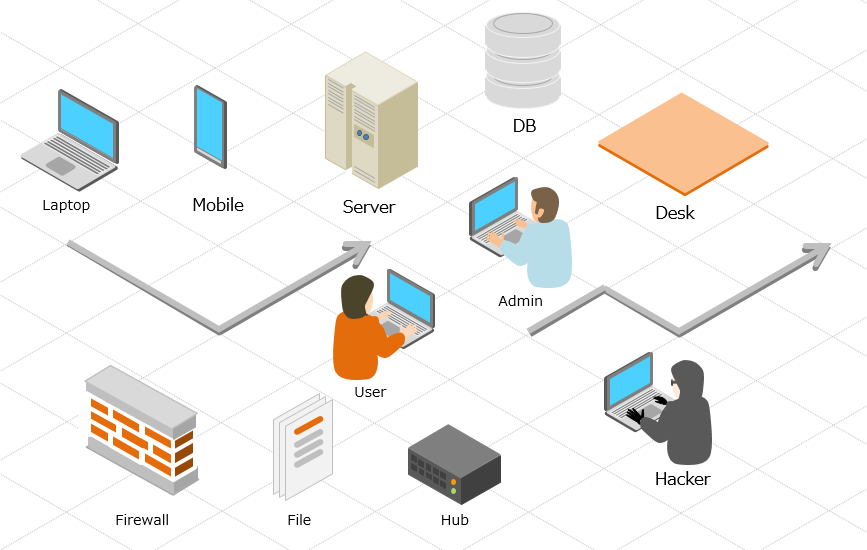 DB
Laptop
Mobile
Server
Desk
Admin
User
Hacker
Firewall
File
Hub